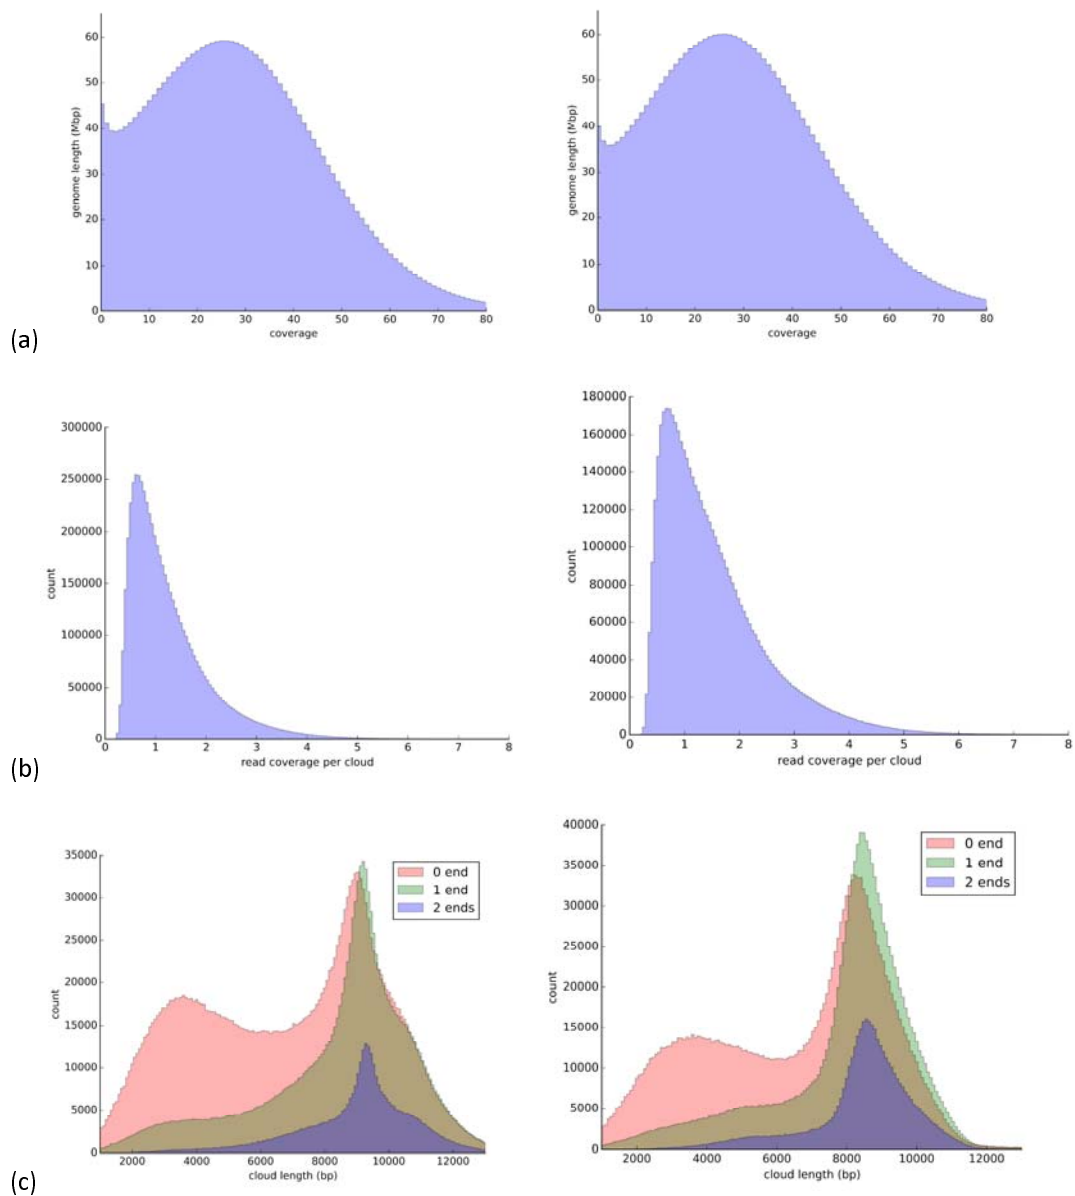 60
50
40
30
20
10
0
genome length (Mbp)
0 10 20 30 40 50 60 70 80
coverage
60
50
40
30
20
10
0
genome length (Mbp)
0 10 20 30 40 50 60 70 80
coverage
(a)
300000
250000
200000
150000
100000
50000
0
count
0 1 2 3 4 5 6 7 8
read coverage per cloud
180000
160000
140000
120000
100000
80000
60000
40000
20000
0
count
0 1 2 3 4 5 6 7 8
read coverage per cloud
(b)
35000
30000
25000
20000
15000
10000
5000
0
count
0 end
1 end
2 ends
2000 4000 6000 8000 10000 12000
cloud length (bp)
40000
35000
30000
25000
20000
15000
10000
5000
0
count
0 end
1 end
2 ends
2000 4000 6000 8000 10000 12000
cloud length (bp)
(c)